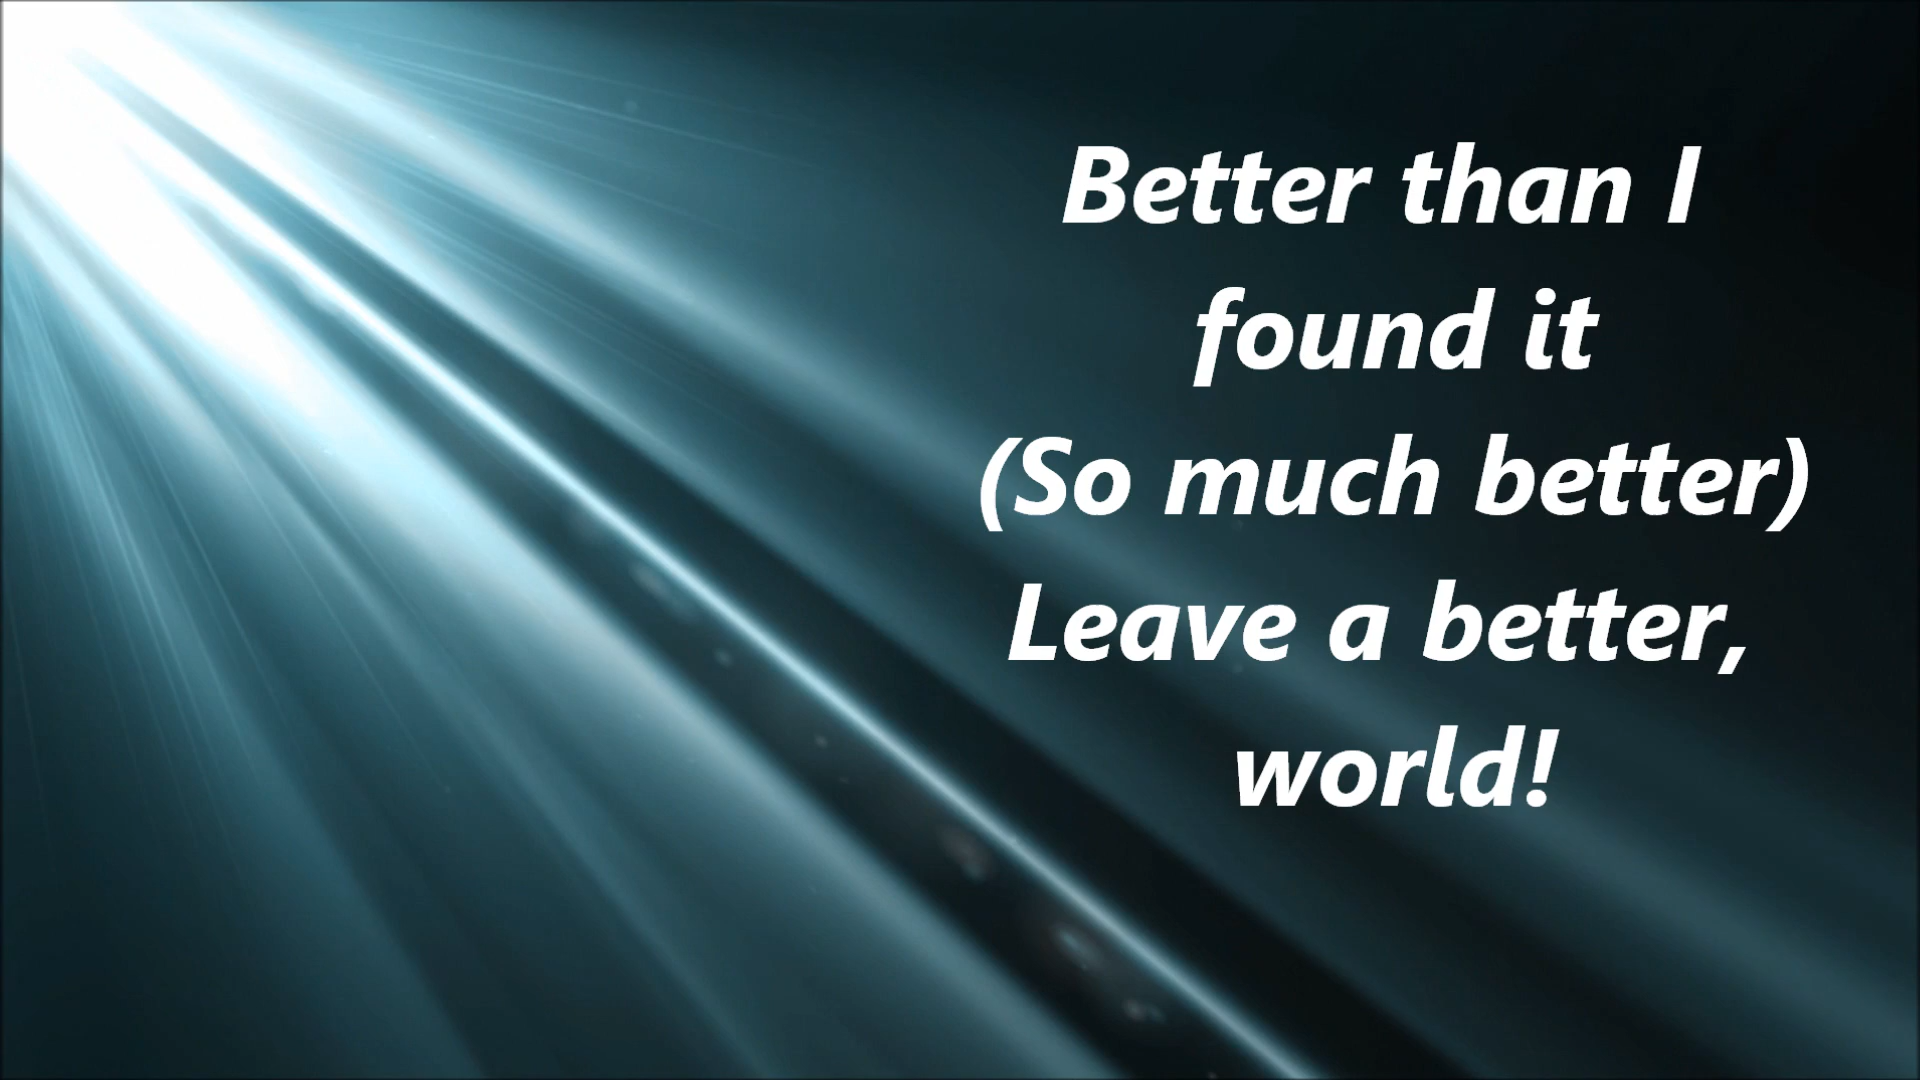 Better than I
found it
(So much better)
Leave a better,
world!